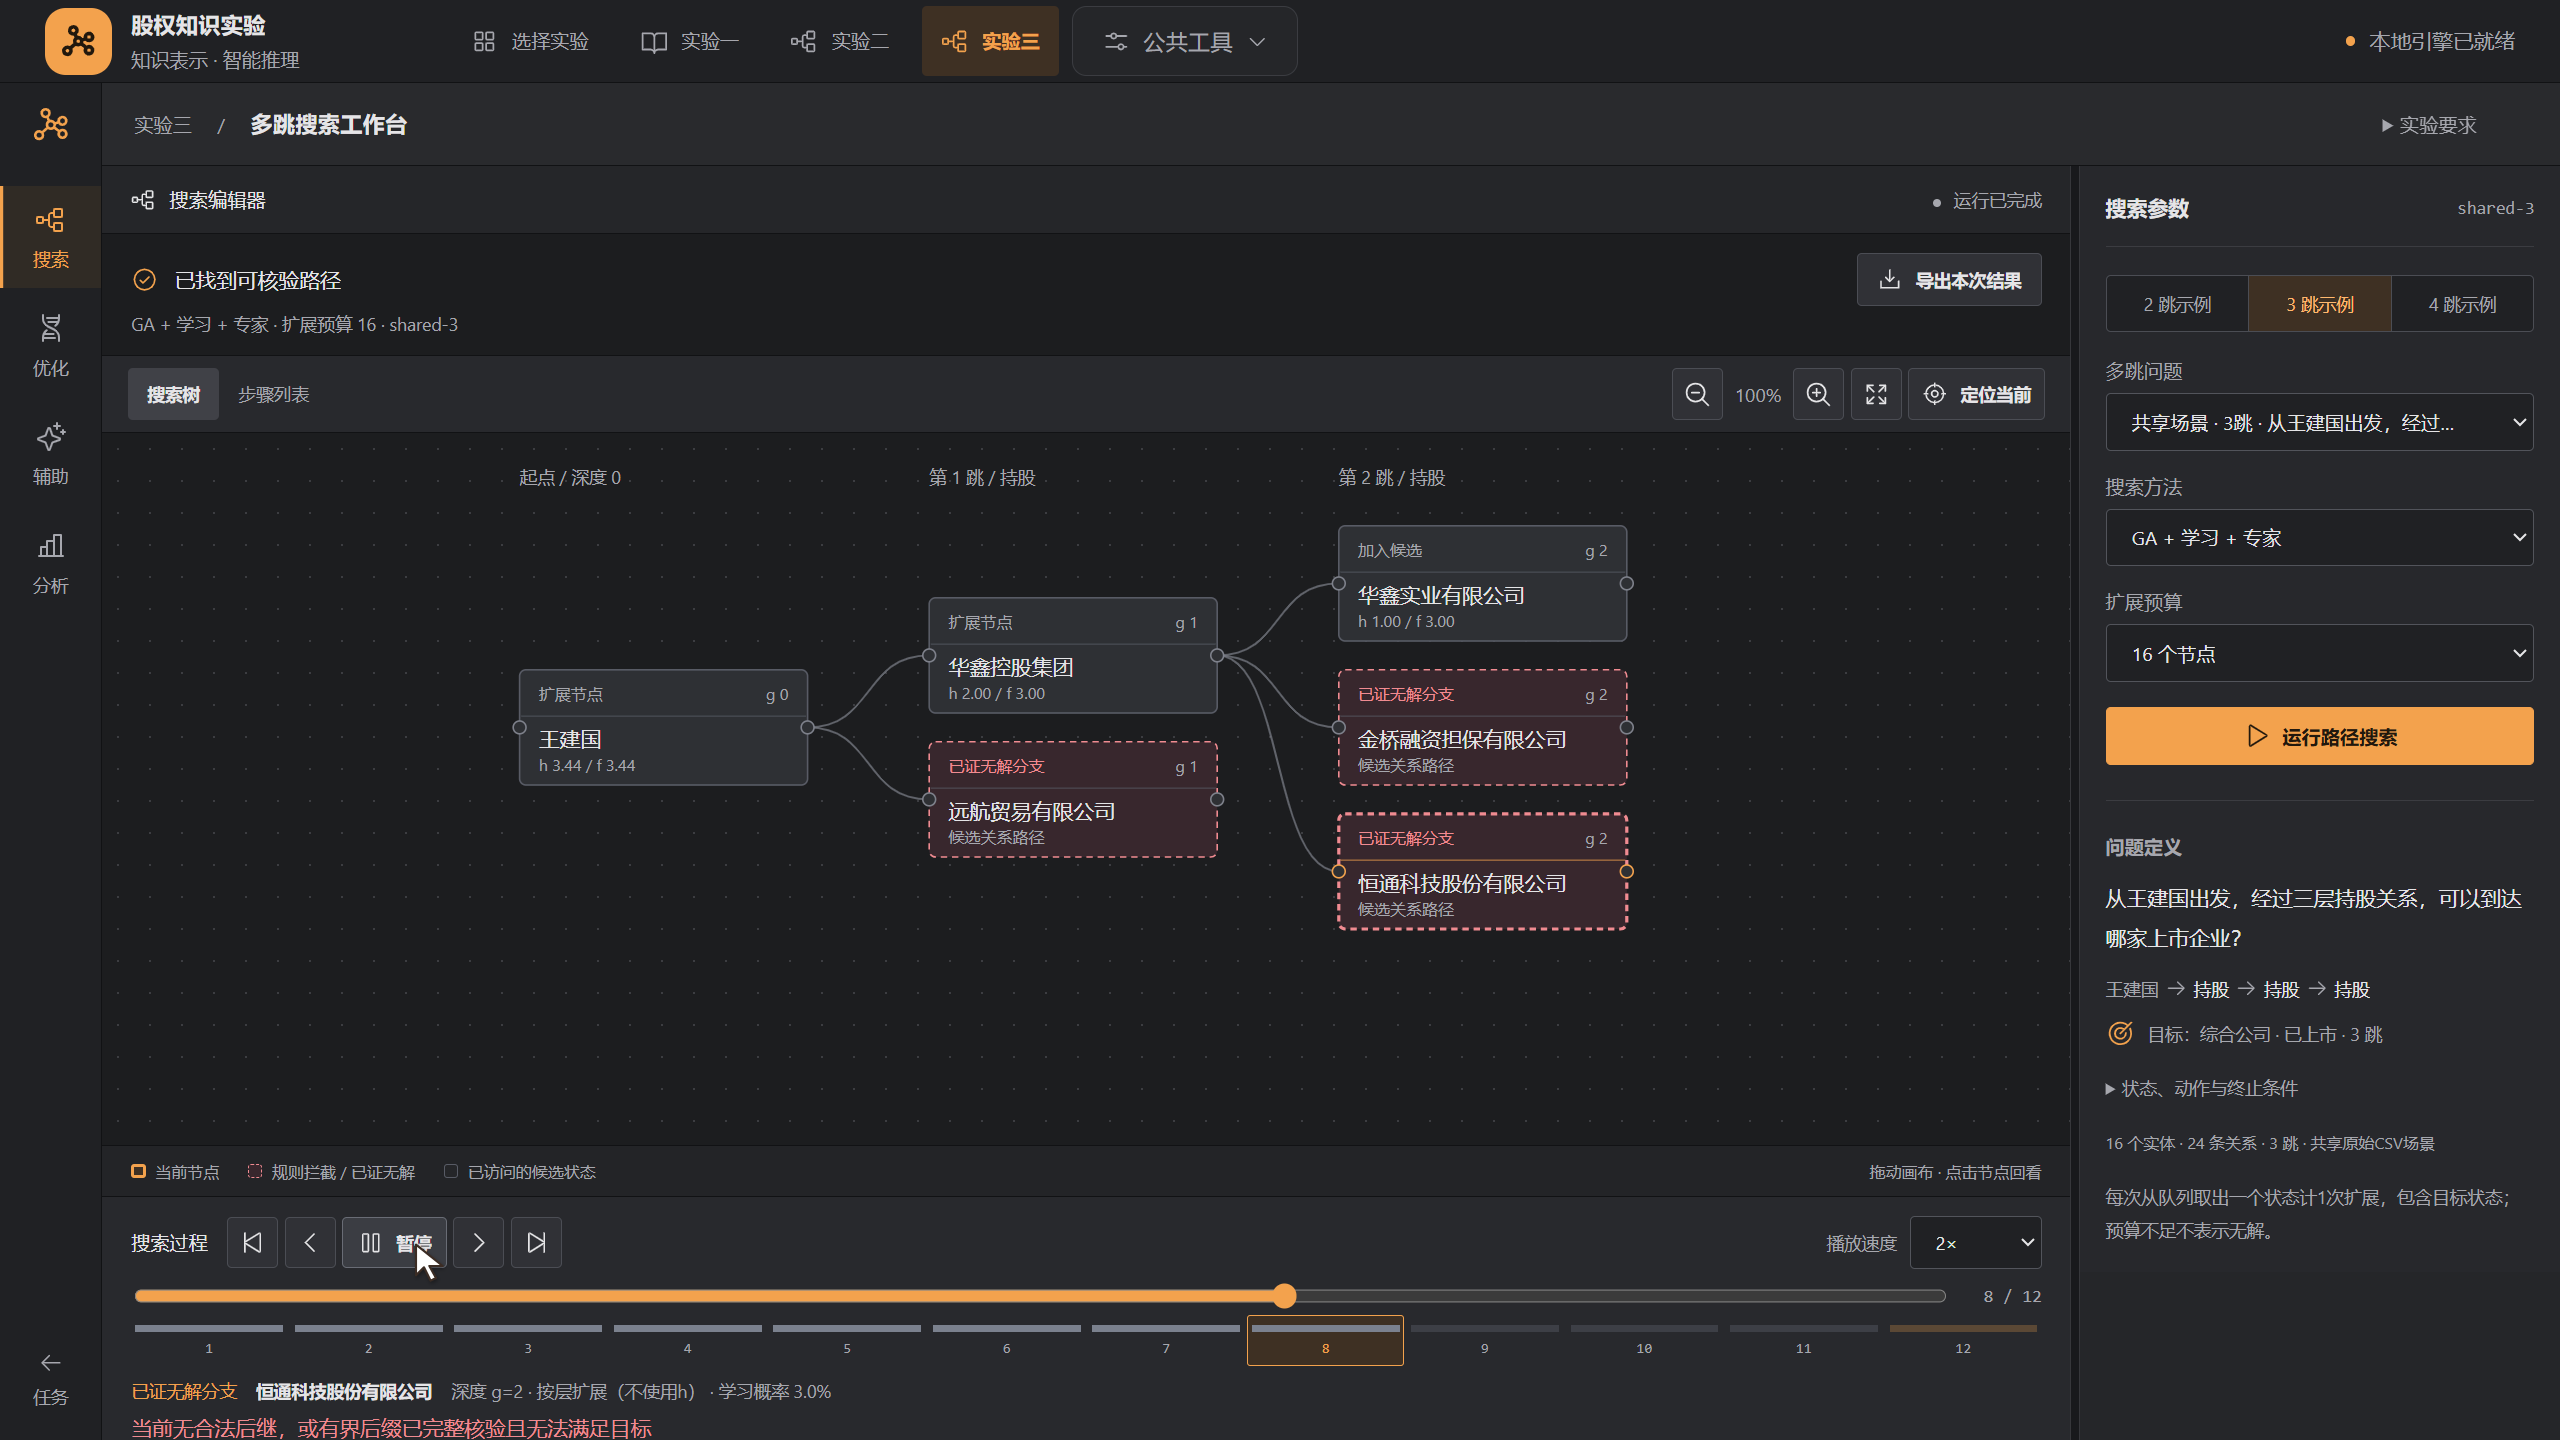 股权知识实验
知识表示 · 智能推理
选择实验
实验一
实验二
实验三
公共工具
本地引擎已就绪
实验三 / 多跳搜索工作台
实验要求
搜索
优化
辅助
分析
任务
搜索编辑器
运行已完成
已找到可核验路径
GA + 学习 + 专家 · 扩展预算 16 · shared-3
导出本次结果
搜索树
步骤列表
100%
定位当前
起点 / 深度 0
第 1 跳 / 持股
第 2 跳 / 持股
扩展节点 g 0
王建国
h 3.44 / f 3.44
扩展节点 g 1
华鑫控股集团
h 2.00 / f 3.00
已证无解分支 g 1
远航贸易有限公司
候选关系路径
加入候选 g 2
华鑫实业有限公司
h 1.00 / f 3.00
已证无解分支 g 2
金桥融资担保有限公司
候选关系路径
已证无解分支 g 2
恒通科技股份有限公司
候选关系路径
当前节点
规则拦截 / 已证无解
已访问的候选状态
拖动画布 · 点击节点回看
搜索过程
暂停
播放速度
2×
8 / 12
1
2
3
4
5
6
7
8
9
10
11
12
已证无解分支 恒通科技股份有限公司 深度 g=2 · 按层扩展（不使用h） · 学习概率 3.0%
当前无合法后继，或有界后缀已完整核验且无法满足目标
搜索参数
shared-3
2 跳示例
3 跳示例
4 跳示例
多跳问题
共享场景 · 3跳 · 从王建国出发，经过...
搜索方法
GA + 学习 + 专家
扩展预算
16 个节点
运行路径搜索
问题定义
从王建国出发，经过三层持股关系，可以到达
哪家上市企业？
王建国 → 持股 → 持股 → 持股
目标：综合公司 · 已上市 · 3 跳
状态、动作与终止条件
16 个实体 · 24 条关系 · 3 跳 · 共享原始CSV场景
每次从队列取出一个状态计1次扩展，包含目标状态；
预算不足不表示无解。